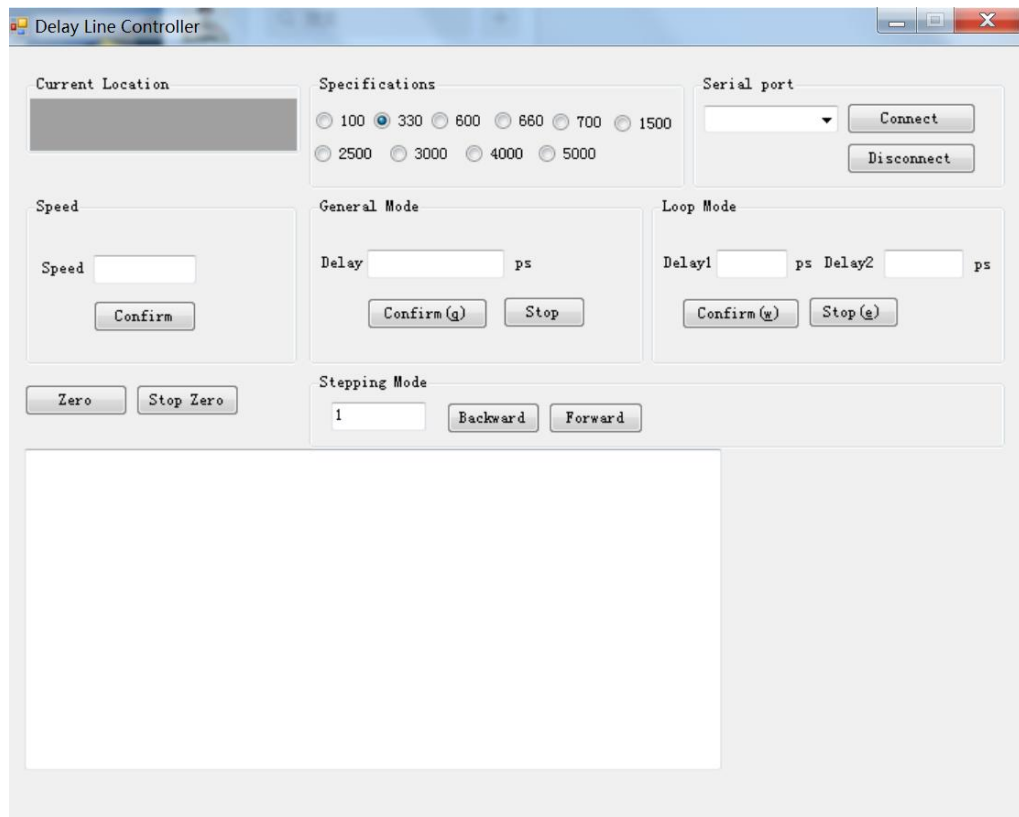 Delay Line Controller
Current Location
Specifications
100 330 600 660 700 1500
2500 3000 4000 5000
Serial port
Connect
Disconnect
Speed
Speed
Confirm
General Mode
Delay ps
Confirm(q) Stop
Loop Mode
Delay1 ps Delay2 ps
Confirm(w) Stop(e)
Zero Stop Zero
Stepping Mode
1 Backward Forward